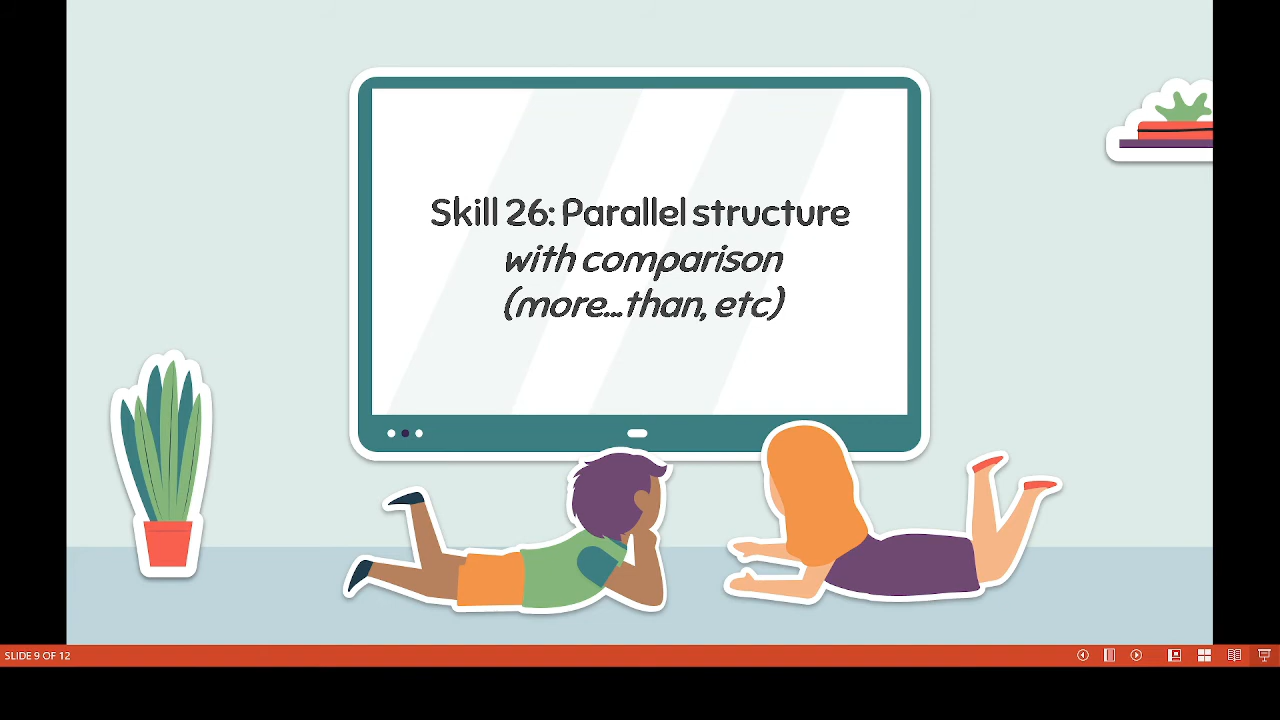 Skill 26: Parallel structure
with comparison
(more...than, etc)
SLIDE 9 OF 12